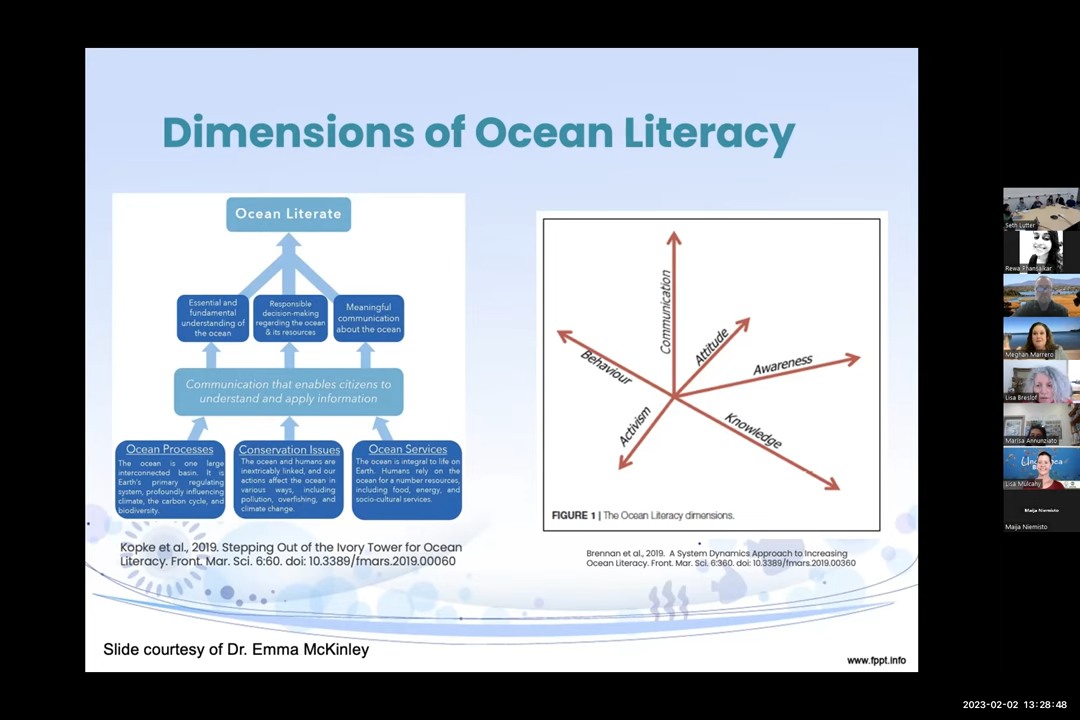 Dimensions of Ocean Literacy
Ocean Literate
Essential and
fundamental
understanding of
the ocean
Responsible
decision-making
regarding the ocean
& its resources
Meaningful
communication
about the ocean
Communication that enables citizens to
understand and apply information
Ocean Processes
The ocean is one large
interconnected basin. It is
Earth's primary regulating
system, profoundly influencing
climate, the carbon cycle, and
biodiversity.
Conservation Issues
The ocean and humans are
inextricably linked, and our
actions affect the ocean in
various ways, including
pollution, overfishing, and
climate change.
Ocean Services
The ocean is integral to life on
Earth. Humans rely on the
ocean for a number resources,
including food, energy, and
socio-cultural services.
Kopke et al., 2019. Stepping Out of the Ivory Tower for Ocean
Literacy. Front. Mar. Sci. 6:60. doi: 10.3389/fmars.2019.00060
Communication
Attitude
Awareness
Behaviour
Activism
Knowledge
FIGURE 1 | The Ocean Literacy dimensions.
Brennan et al., 2019. A System Dynamics Approach to Increasing
Ocean Literacy. Front. Mar. Sci. 6:360. doi: 10.3389/fmars.2019.00360
Slide courtesy of Dr. Emma McKinley
www.fppt.info
Seth Lutter
Rewa Phansalkar
Meghan Marrero
Lisa Breslof
Marisa Annunziato
Lisa Mulcahy
Maija Niemisto
Maija Niemisto
2023-02-02 13:28:48